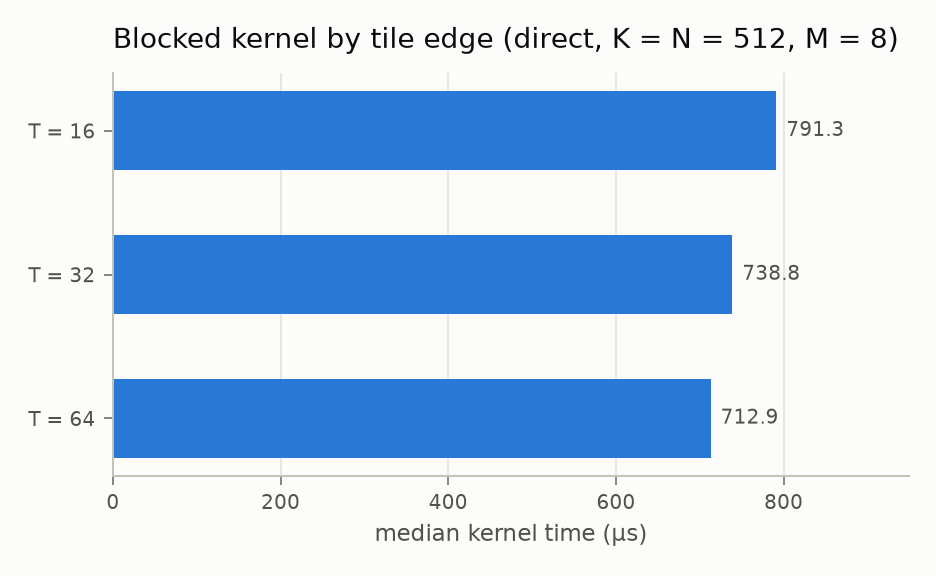 Blocked kernel by tile edge (direct, K = N = 512, M = 8)
T = 16
791.3
T = 32
738.8
T = 64
712.9
0 200 400 600 800
median kernel time (µs)